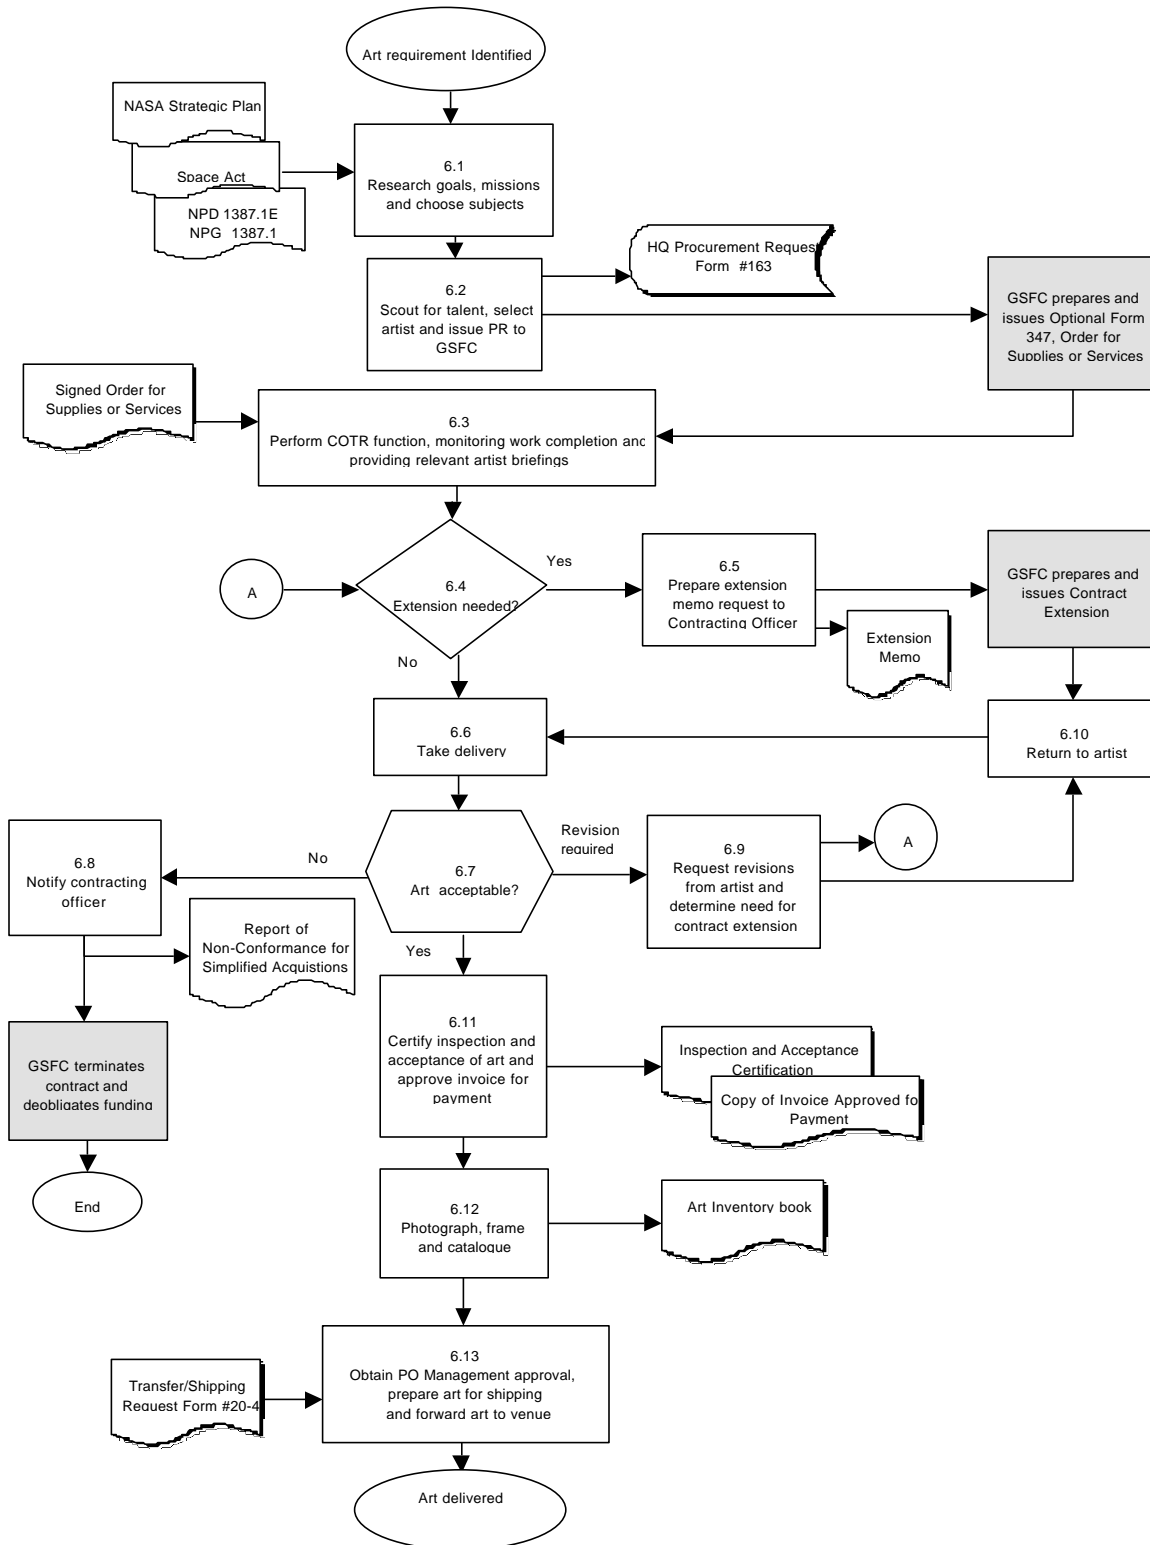 Art requirement Identified
NASA Strategic Plan
Space Act
NPD 1387.1E
NPG 1387.1
6.1
Research goals, missions
and choose subjects
HQ Procurement Request
Form #163
6.2
Scout for talent, select
artist and issue PR to
GSFC
GSFC prepares and
issues Optional Form
347, Order for
Supplies or Services
Signed Order for
Supplies or Services
6.3
Perform COTR function, monitoring work completion and
providing relevant artist briefings
A
6.4
Extension needed?
Yes
No
6.5
Prepare extension
memo request to
Contracting Officer
GSFC prepares and
issues Contract
Extension
Extension
Memo
6.6
Take delivery
6.10
Return to artist
6.8
Notify contracting
officer
No
6.7
Art acceptable?
Revision
required
Yes
6.9
Request revisions
from artist and
determine need for
contract extension
A
Report of
Non-Conformance for
Simplified Acquistions
GSFC terminates
contract and
deobligates funding
End
6.11
Certify inspection and
acceptance of art and
approve invoice for
payment
Inspection and Acceptance
Certification
Copy of Invoice Approved fo
Payment
6.12
Photograph, frame
and catalogue
Art Inventory book
6.13
Obtain PO Management approval,
prepare art for shipping
and forward art to venue
Transfer/Shipping
Request Form #20-4
Art delivered